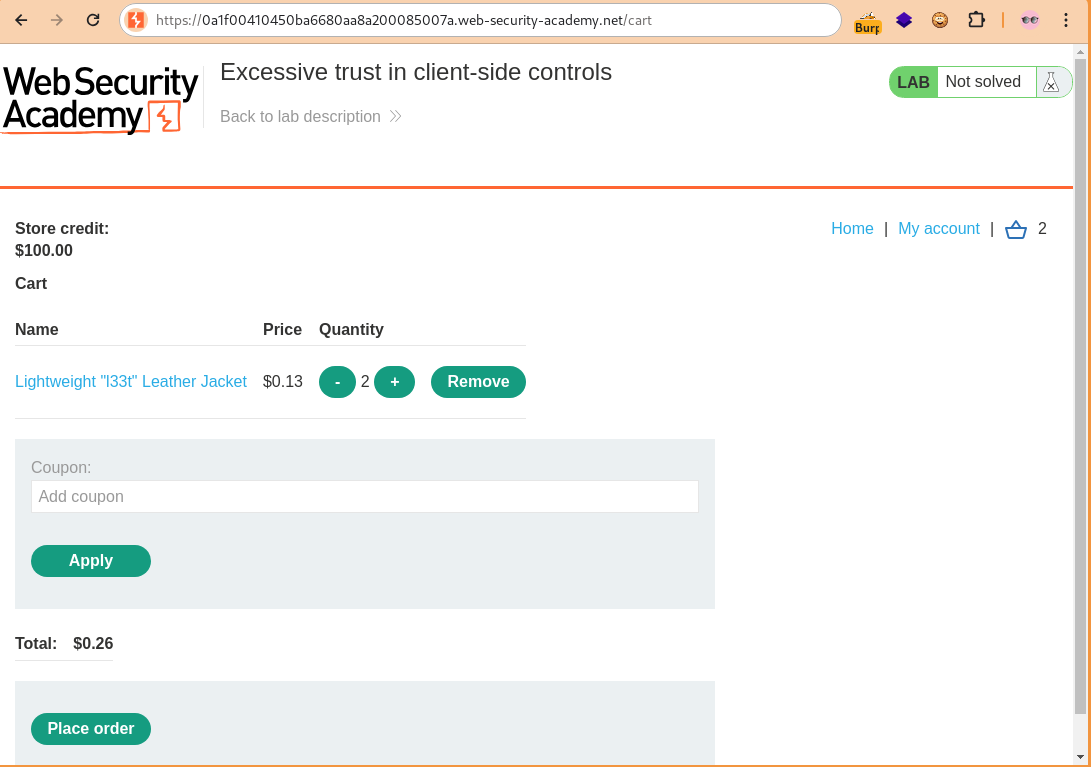 https://0a1f00410450ba6680aa8a200085007a.web-security-academy.net/cart
Burp
Web Security
Academy
Excessive trust in client-side controls
Back to lab description
LAB Not solved
Store credit:
$100.00
Home | My account | 2
Cart
Name Price Quantity
Lightweight "l33t" Leather Jacket $0.13 - 2 + Remove
Coupon:
Add coupon
Apply
Total: $0.26
Place order